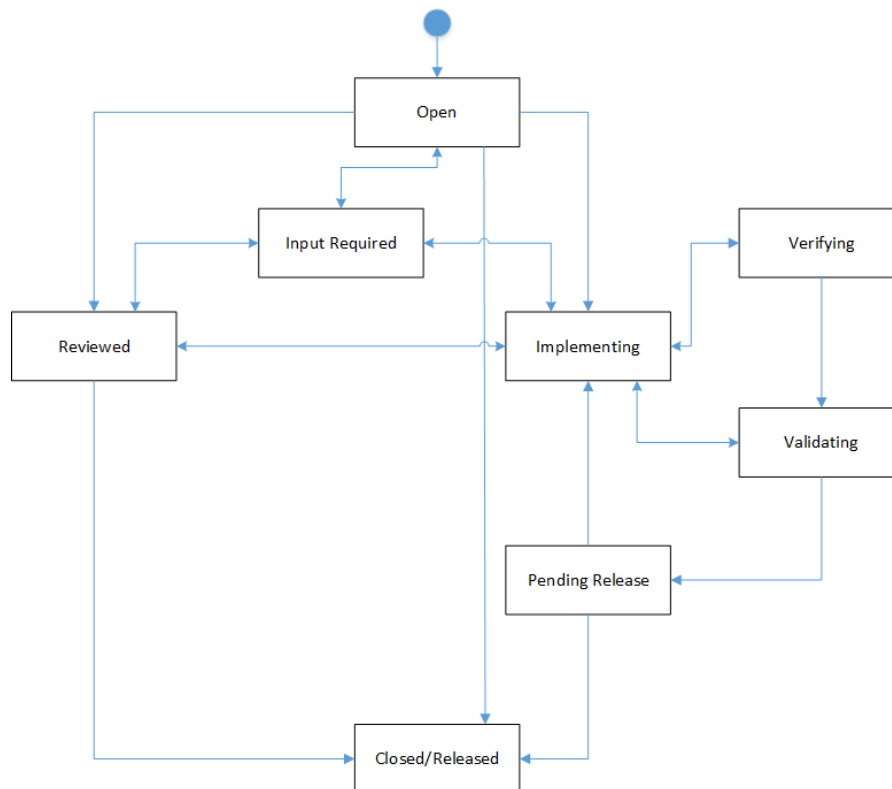 Open
Input Required
Verifying
Reviewed
Implementing
Validating
Pending Release
Closed/Released